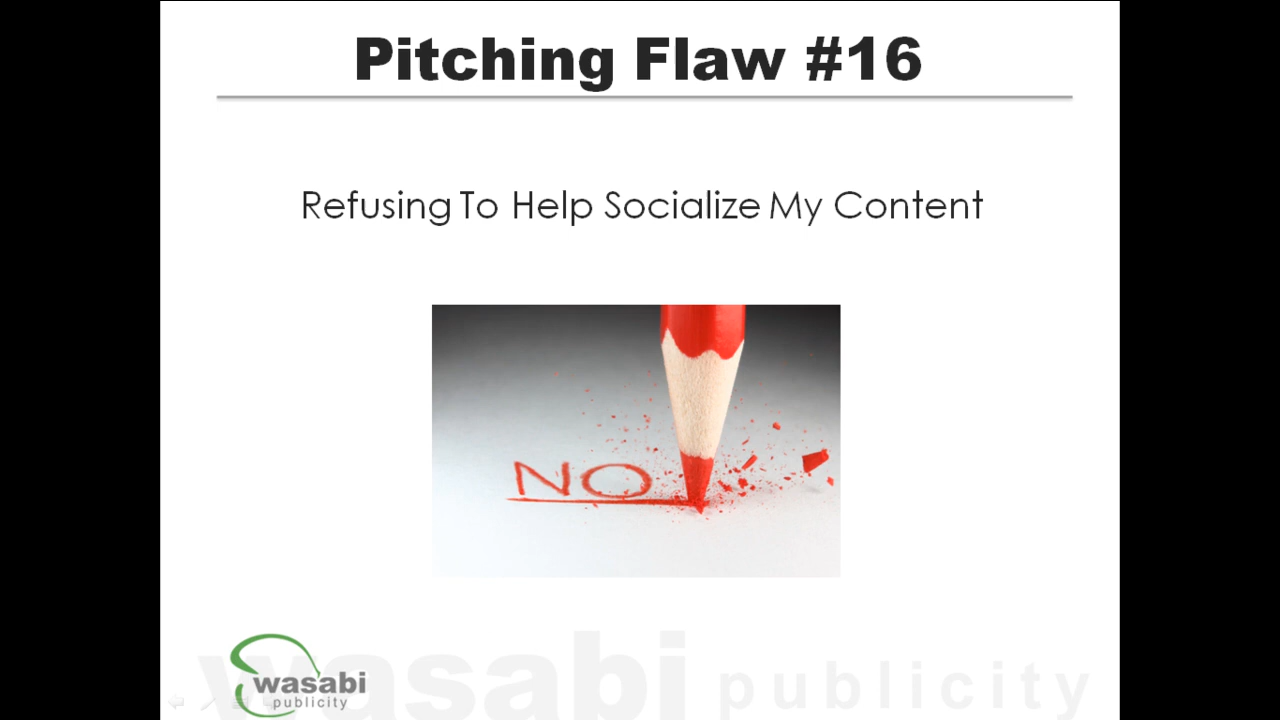 Pitching Flaw #16
Refusing To Help Socialize My Content
NO
wasabi publicity
wasabi
publicity